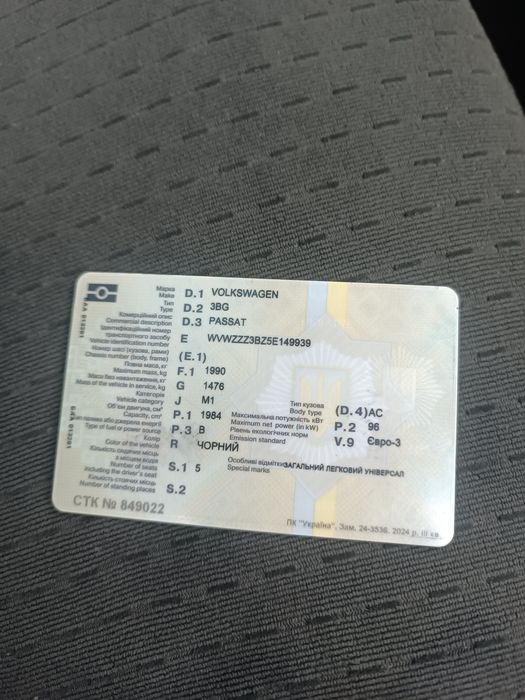 Марка
Make D.1 VOLKSWAGEN
Тип
Type D.2 3BG
Комерційний опис
Commercial description D.3 PASSAT
Ідентифікаційний номер
транспортного засобу
Vehicle identification number E WVWZZZ3BZ5E149939
Номер шасі (кузова, рами)
Chassis number (body, frame) (E.1)
Повна маса, кг
Maximum mass, kg F.1 1990
Маса без навантаження, кг
Mass of the vehicle in service, kg G 1476
Категорія
Vehicle category J M1
Тип кузова
Body type (D.4) АС
Об'єм двигуна, см³
Capacity, cm³ P.1 1984
Максимальна потужність кВт
Maximum net power (in kW) P.2 96
Тип пального або джерела енергії
Type of fuel or power source P.3 В
Рівень екологічних норм
Emission standard V.9 Євро-3
Колір
Color of the vehicle R ЧОРНИЙ
Кількість сидячих місць
з місцем водія
Number of seats
including the driver's seat S.1 5
Особливі відмітки ЗАГАЛЬНИЙ ЛЕГКОВИЙ УНІВЕРСАЛ
Special marks
Кількість стоячих місць
Number of standing places S.2
СТК № 849022
ПК "Україна", Зам. 24-3536. 2024 р. III кв.